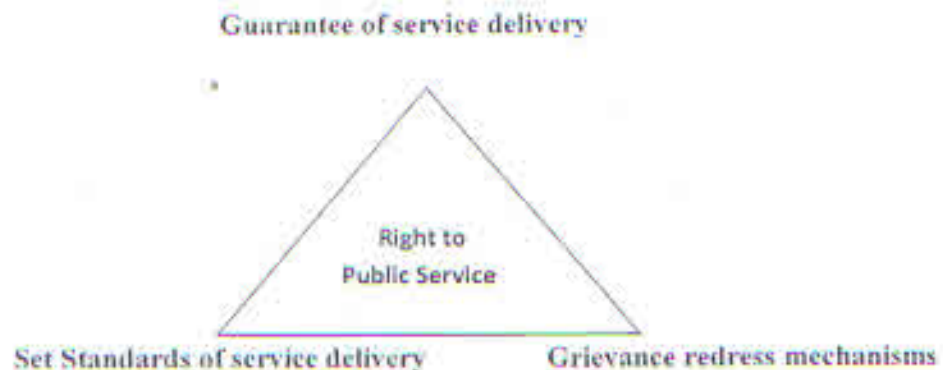 Guarantee of service delivery
Right to
Public Service
Set Standards of service delivery
Grievance redress mechanisms